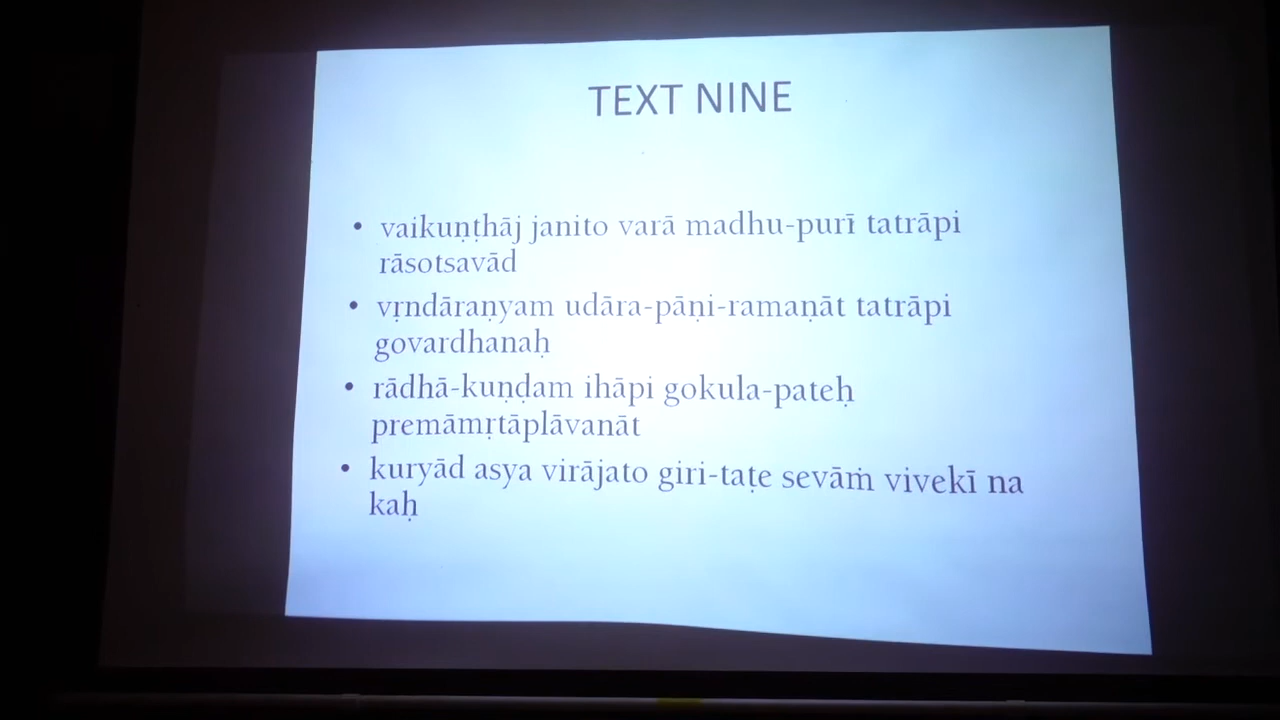 TEXT NINE
• vaikuṇṭhāj janito varā madhu-purī tatrāpi
rāsotsavād
• vṛndāraṇyam udāra-pāṇi-ramaṇāt tatrāpi
govardhanaḥ
• rādhā-kuṇḍam ihāpi gokula-pateḥ
premāmṛtāplāvanāt
• kuryād asya virājato giri-taṭe sevāṁ vivekī na
kaḥ